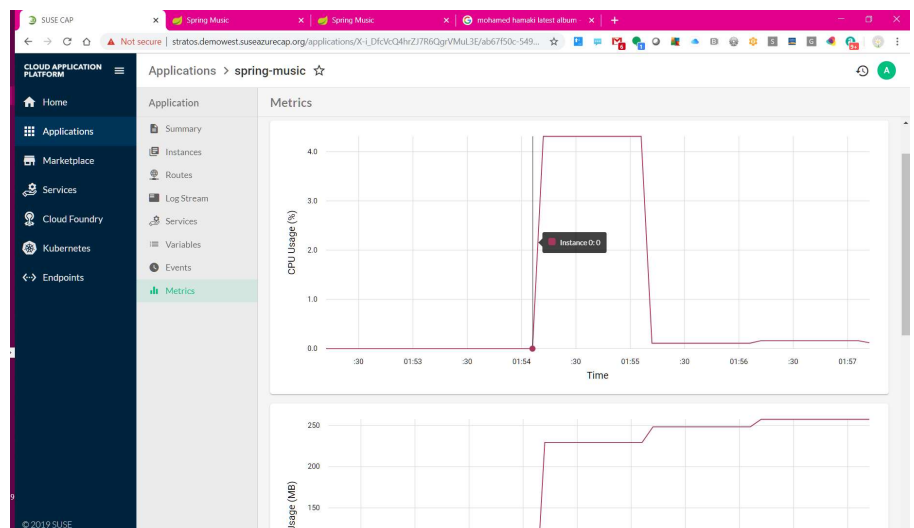 SUSE CAP
Spring Music
Spring Music
mohamed hamaki latest album
Not secure | stratos.demowest.suseazurecap.org/applications/X-i_DfcVcQ4hrZJ7R6QgrVMuL3E/ab67f50c-549...
CLOUD APPLICATION
PLATFORM
Applications > spring-music
A
Home
Applications
Marketplace
Services
Cloud Foundry
Kubernetes
Endpoints
© 2019 SUSE
Application
Summary
Instances
Routes
Log Stream
Services
Variables
Events
Metrics
Metrics
CPU Usage (%)
4.0
3.0
2.0
1.0
0.0
Instance 0: 0
:30 01:53 :30 01:54 :30 01:55 :30 01:56 :30 01:57
Time
Usage (MB)
250
200
150